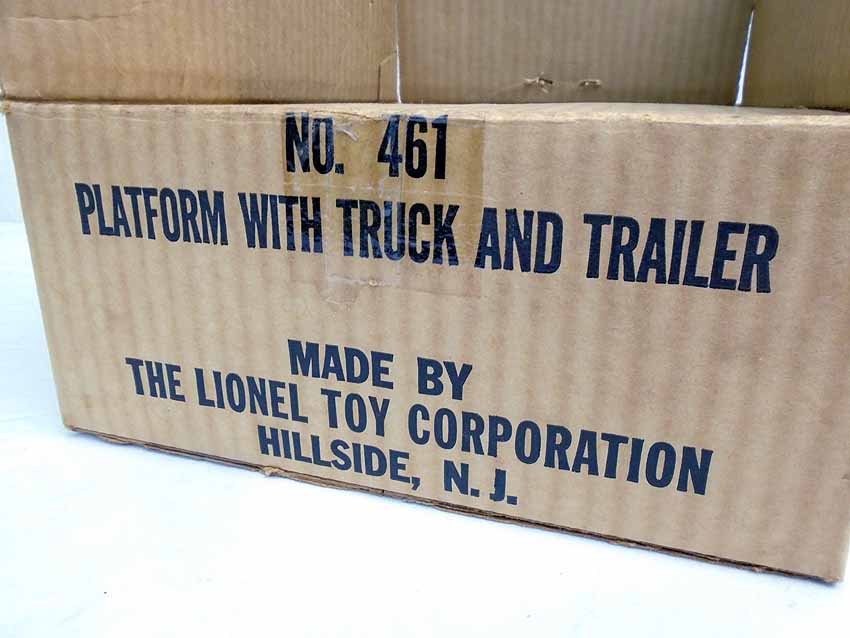 NO. 461
PLATFORM WITH TRUCK AND TRAILER
MADE BY
THE LIONEL TOY CORPORATION
HILLSIDE, N. J.